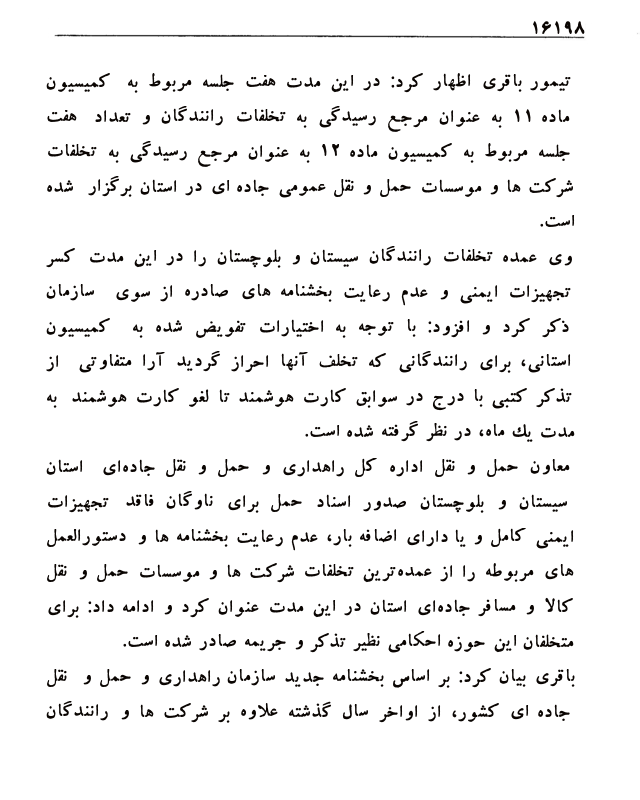 ۱۶۱۹۸
تیمور باقری اظهار کرد: در این مدت هفت جلسه مربوط به کمیسیون
ماده ۱۱ به عنوان مرجع رسیدگی به تخلفات رانندگان و تعداد هفت
جلسه مربوط به کمیسیون ماده ۱۲ به عنوان مرجع رسیدگی به تخلفات
شرکت ها و موسسات حمل و نقل عمومی جاده ای در استان برگزار شده
است.
وی عمده تخلفات رانندگان سیستان و بلوچستان را در این مدت کسر
تجهیزات ایمنی و عدم رعایت بخشنامه های صادره از سوی سازمان
ذکر کرد و افزود: با توجه به اختیارات تفویض شده به کمیسیون
استانی، برای رانندگانی که تخلف آنها احراز گردید آرا متفاوتی از
تذکر کتبی با درج در سوابق کارت هوشمند تا لغو کارت هوشمند به
مدت یك ماه، در نظر گرفته شده است.
معاون حمل و نقل اداره کل راهداری و حمل و نقل جاده‌ای استان
سیستان و بلوچستان صدور اسناد حمل برای ناوگان فاقد تجهیزات
ایمنی کامل و یا دارای اضافه بار، عدم رعایت بخشنامه ها و دستورالعمل
های مربوطه را از عمده‌ترین تخلفات شرکت ها و موسسات حمل و نقل
کالا و مسافر جاده‌ای استان در این مدت عنوان کرد و ادامه داد: برای
متخلفان این حوزه احکامی نظیر تذکر و جریمه صادر شده است.
باقری بیان کرد: بر اساس بخشنامه جدید سازمان راهداری و حمل و نقل
جاده ای کشور، از اواخر سال گذشته علاوه بر شرکت ها و رانندگان